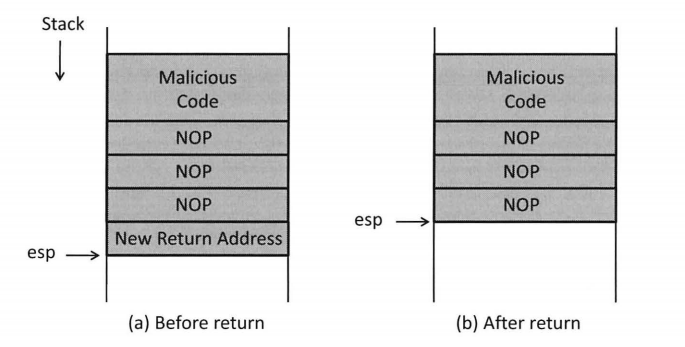 Stack
Malicious
Code
NOP
NOP
NOP
New Return Address
esp
(a) Before return
Malicious
Code
NOP
NOP
NOP
esp
(b) After return